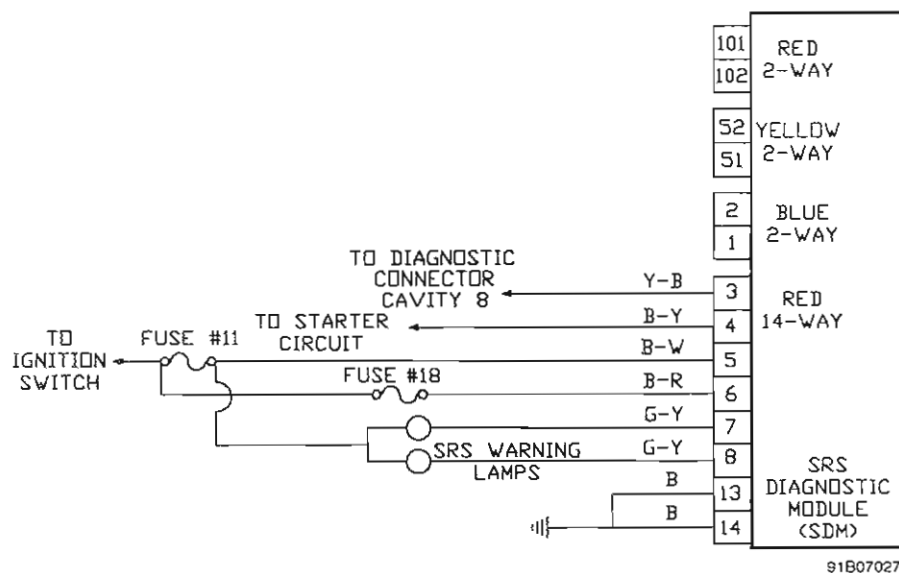 101
102
RED
2-WAY
52
51
YELLOW
2-WAY
2
1
BLUE
2-WAY
TO DIAGNOSTIC
CONNECTOR
CAVITY 8
Y-B
3
RED
14-WAY
TO STARTER
CIRCUIT
B-Y
4
TO
IGNITION
SWITCH
FUSE #11
B-W
5
FUSE #18
B-R
6
G-Y
7
SRS WARNING
LAMPS
G-Y
8
B
13
B
14
SRS
DIAGNOSTIC
MODULE
(SDM)
91B07027